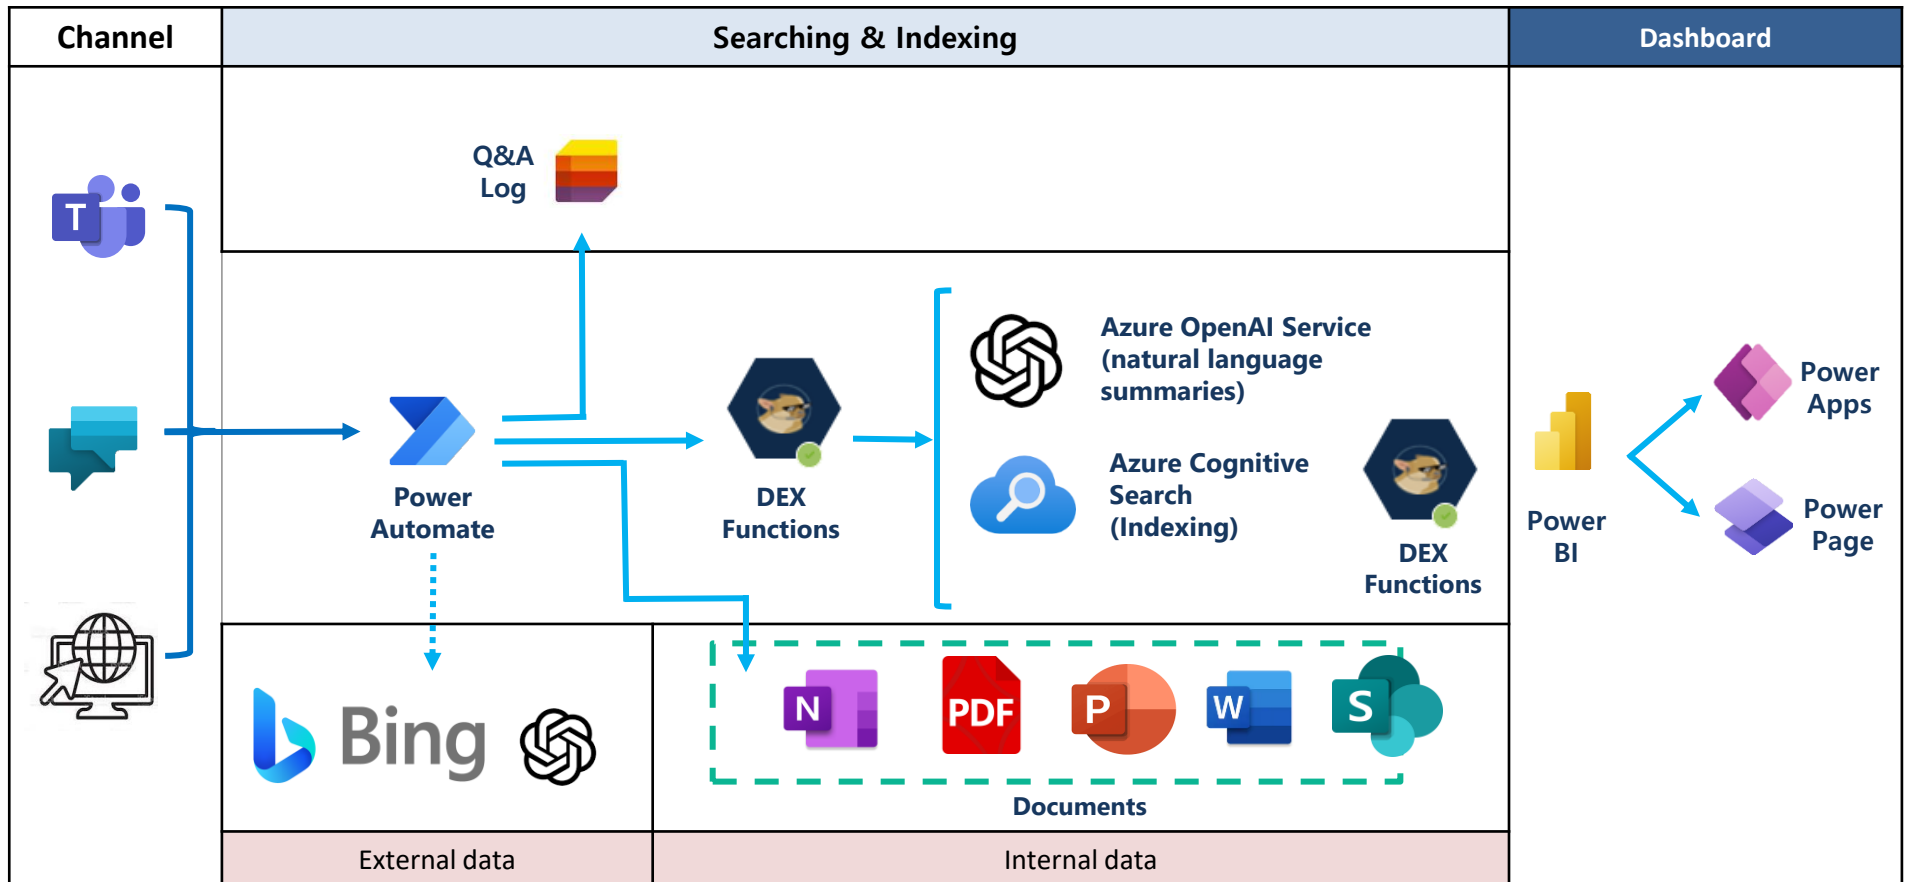 Channel
Searching & Indexing
Dashboard
Q&A
Log
T
Azure OpenAI Service
(natural language
summaries)
Power
Apps
Azure Cognitive
Search
(Indexing)
Power
Automate
DEX
Functions
DEX
Functions
Power
BI
Power
Page
Bing
N
PDF
P
W
S
Documents
External data
Internal data